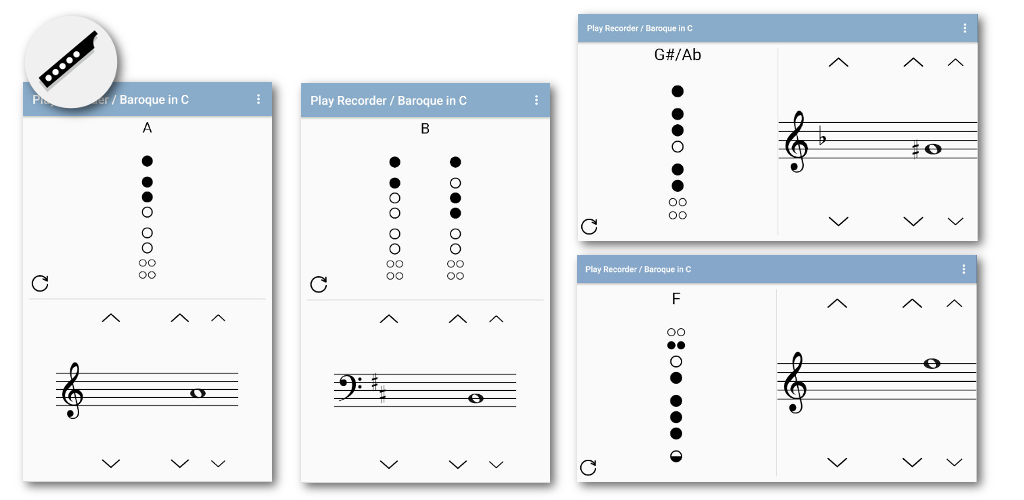 Play Recorder / Baroque in C
A
Play Recorder / Baroque in C
B
Play Recorder / Baroque in C
G#/Ab
Play Recorder / Baroque in C
F